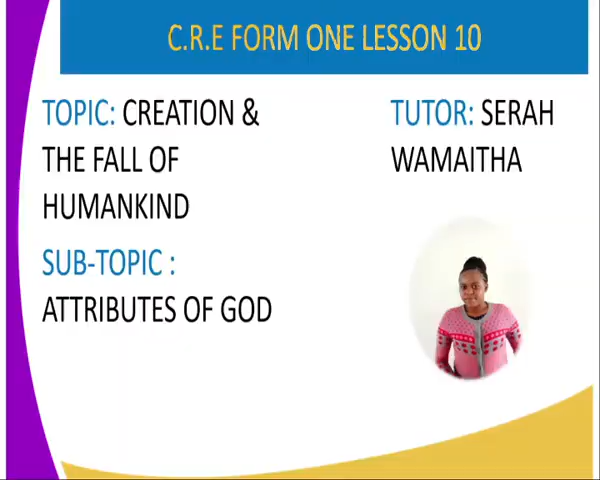 C.R.E FORM ONE LESSON 10
TOPIC: CREATION &
THE FALL OF
HUMANKIND
SUB-TOPIC :
ATTRIBUTES OF GOD
TUTOR: SERAH
WAMAITHA